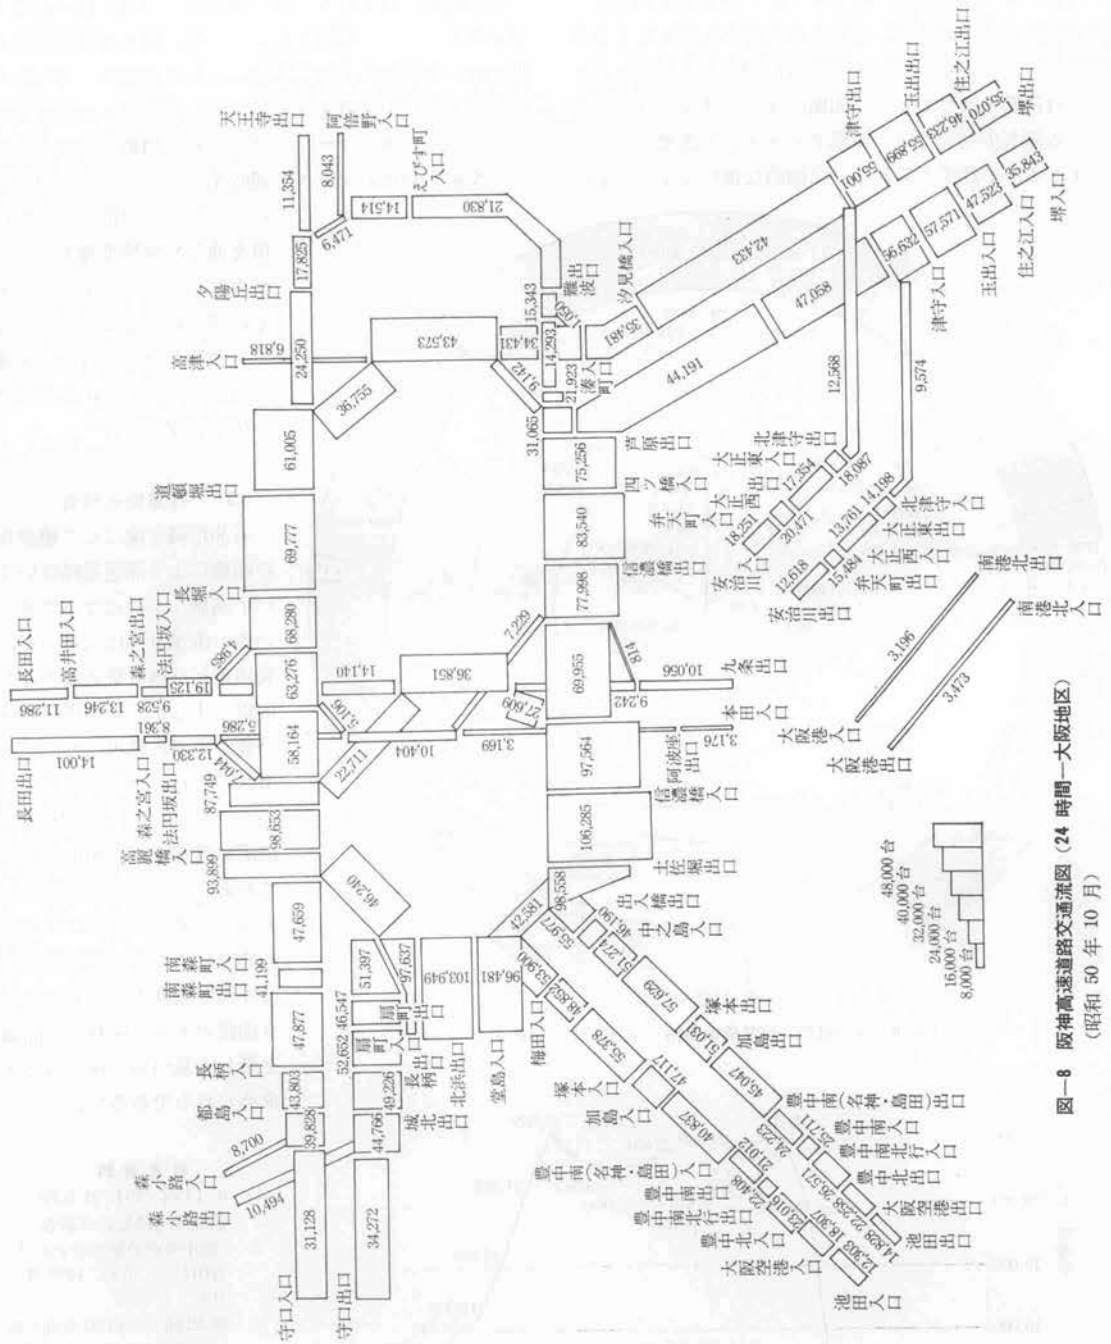 天王寺出口
阿倍野入口
えびす町
入口
11,354
8,043
14,514
21,830
6,471
17,825
夕陽丘出口
24,250
高津入口
6,818
36,755
43,573
34,431
9,142
15,343
1,050
14,293
21,923
難波
出口
湊町
入口
汐見橋入口
35,481
42,433
44,191
47,058
津守出口
玉出出口
住之江出口
堺出口
55,001
55,899
46,233
35,070
56,632
57,571
47,523
35,843
津守入口
玉出入口
住之江入口
堺入口
12,568
9,574
61,005
道頓堀出口
69,777
長堀入口
68,280
31,065
芦原出口
75,256
四ツ橋入口
83,540
信濃橋出口
77,998
北津守出口
大正東入口
大正西
出口
弁天町入口
安治川
入口
18,087
17,354
20,471
18,251
14,198
13,761
15,484
12,618
北津守入口
大正東出口
大正西入口
弁天町出口
安治川出口
南港北出口
南港北入口
3,196
3,473
大阪港入口
大阪港出口
長田入口
高井田入口
森之宮出口
法円坂入口
11,286
13,246
9,528
19,125
4,985
63,276
14,140
36,851
7,229
69,955
814
9,242
10,056
九条出口
27,609
長田出口
森之宮入口
法円坂出口
14,001
8,361
12,330
5,286
7,044
58,164
5,106
22,711
10,404
3,169
97,564
3,176
本田入口
阿波座
出口
信濃橋入口
87,749
98,653
高麗
橋入口
93,899
106,285
土佐堀出口
98,558
46,240
47,659
南森町入口
41,199
南森町出口
47,877
長柄入口
43,803
都島入口
39,828
8,700
森小路入口
森小路出口
10,494
31,128
34,272
守口入口
守口出口
51,397
46,547
扇町出口
52,652
扇町
入口
49,226
長柄
出口
44,766
城北出口
97,637
103,949
北浜出口
96,481
堂島入口
42,581
梅田入口
53,900
48,852
55,378
47,117
40,837
21,012
22,408
23,016
18,307
12,303
塚本入口
加島入口
豊中南(名神・島田)入口
豊中南出口
豊中南北行出口
豊中北入口
大阪空港入口
池田入口
出入橋出口
中之島入口
55,977
46,190
51,274
57,629
51,031
45,047
24,223
25,711
26,571
22,258
14,828
塚本出口
加島出口
豊中南(名神・島田)出口
豊中南入口
豊中南北行入口
豊中北出口
大阪空港出口
池田出口
48,000 台
40,000 台
32,000 台
24,000 台
16,000 台
8,000 台
図—8 阪神高速道路交通流図(24 時間—大阪地区)
(昭和 50 年 10 月)